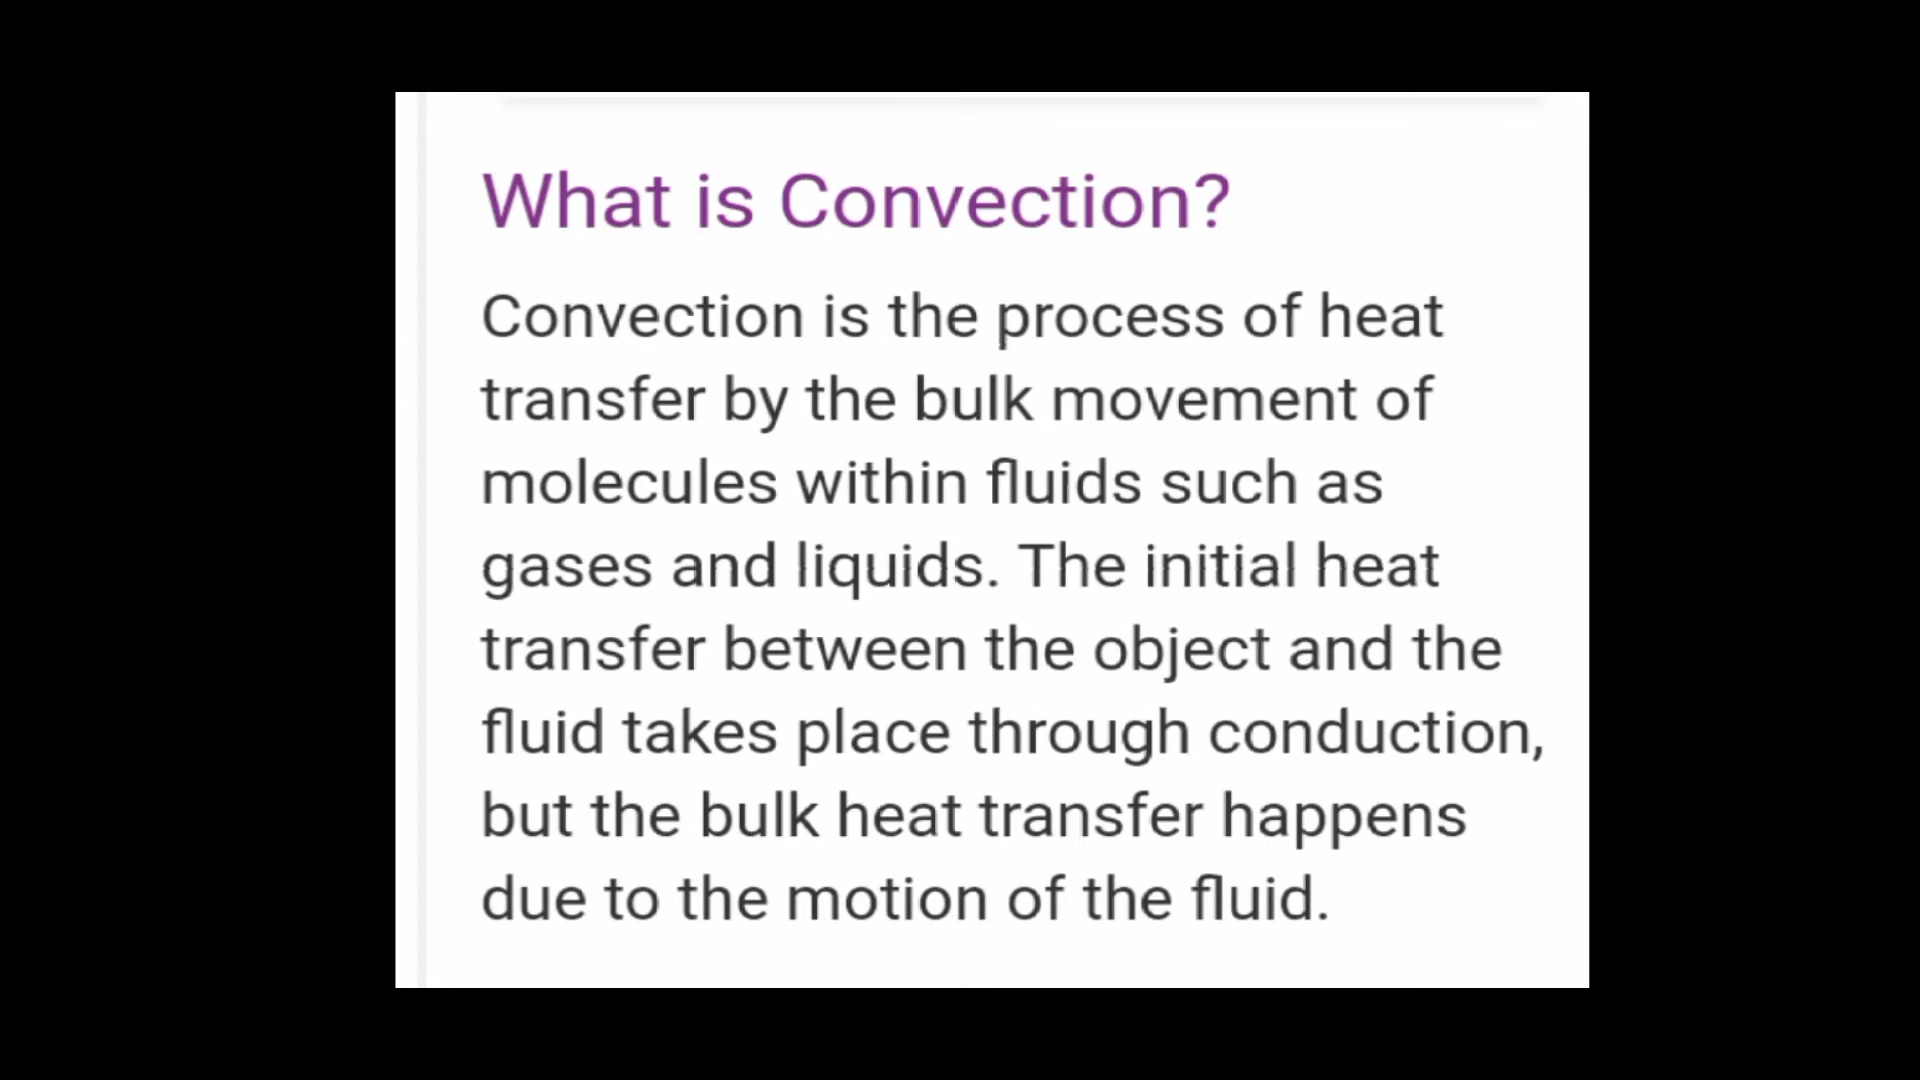 What is Convection?
Convection is the process of heat
transfer by the bulk movement of
molecules within fluids such as
gases and liquids. The initial heat
transfer between the object and the
fluid takes place through conduction,
but the bulk heat transfer happens
due to the motion of the fluid.